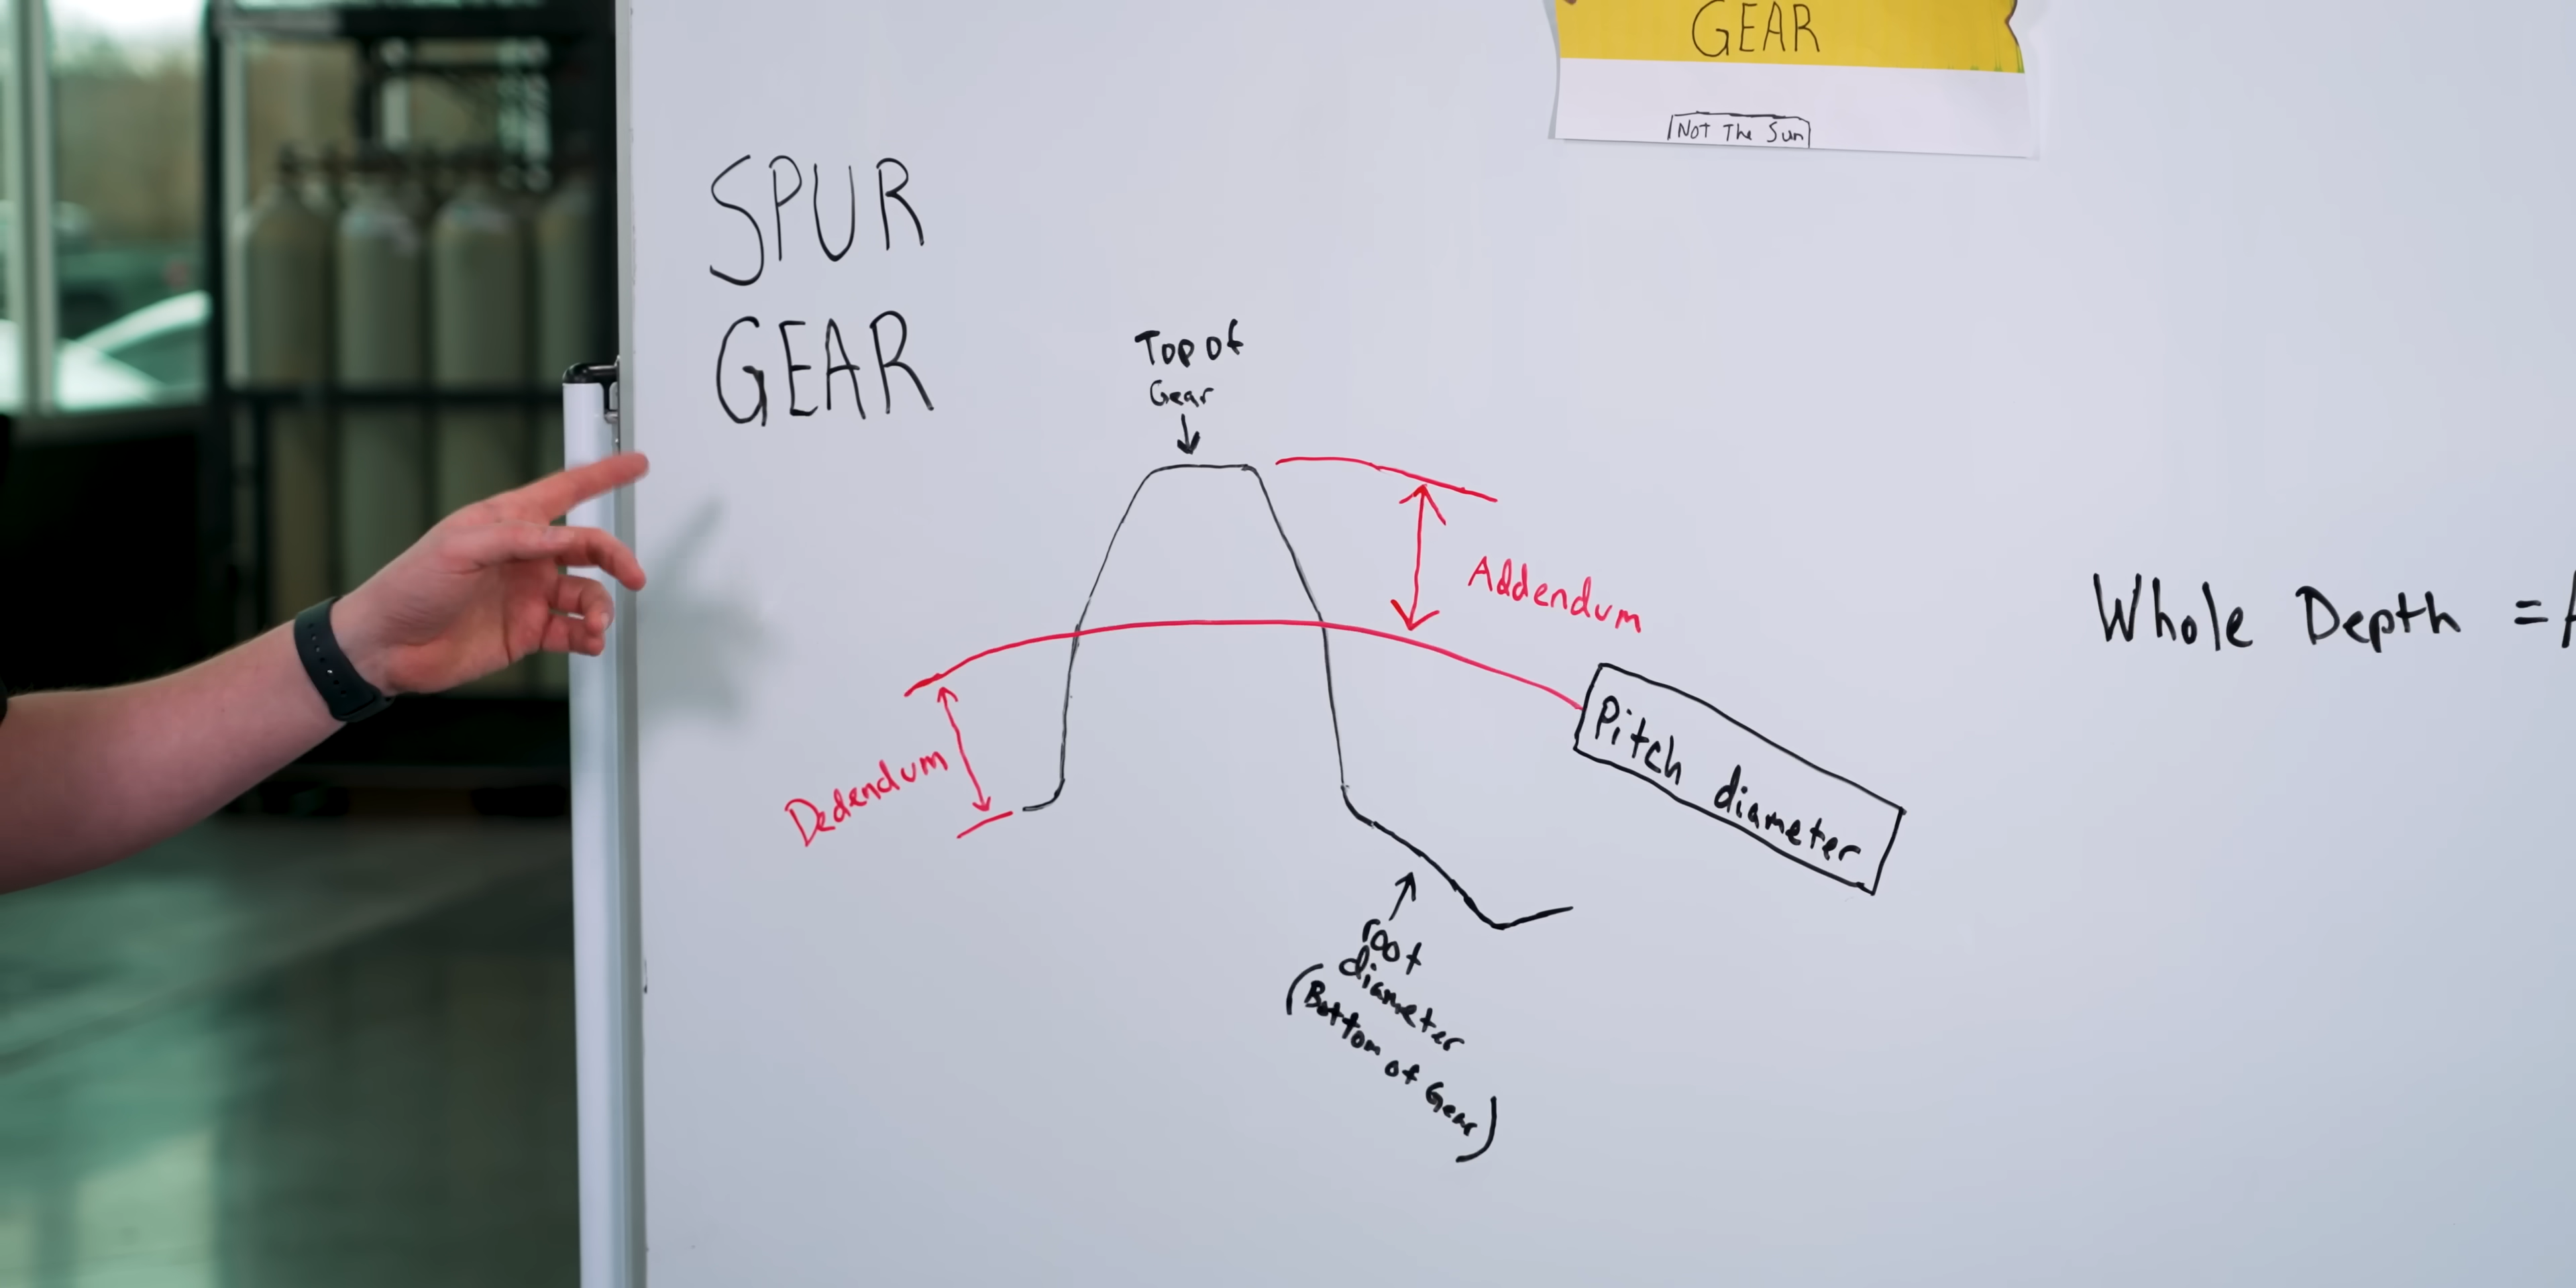 GEAR
Not The Sun
SPUR
GEAR
Top of
Gear
Addendum
Whole Depth =
Pitch diameter
Dedendum
root
diameter
(Bottom of Gear)